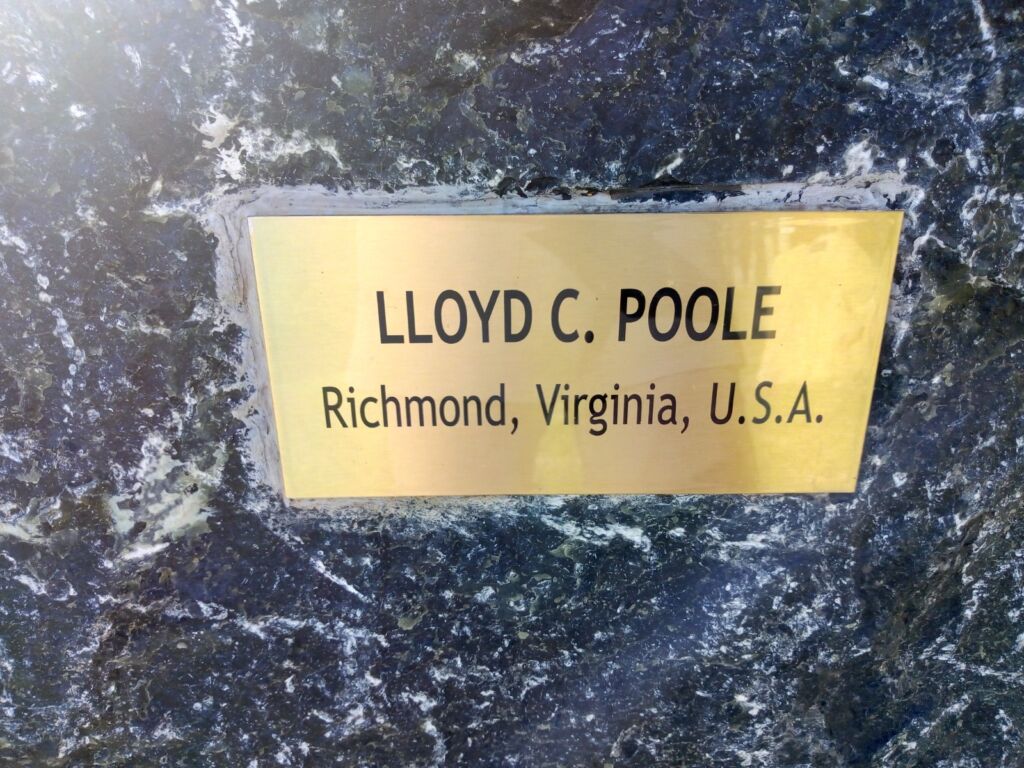 LLOYD C. POOLE
Richmond, Virginia, U.S.A.